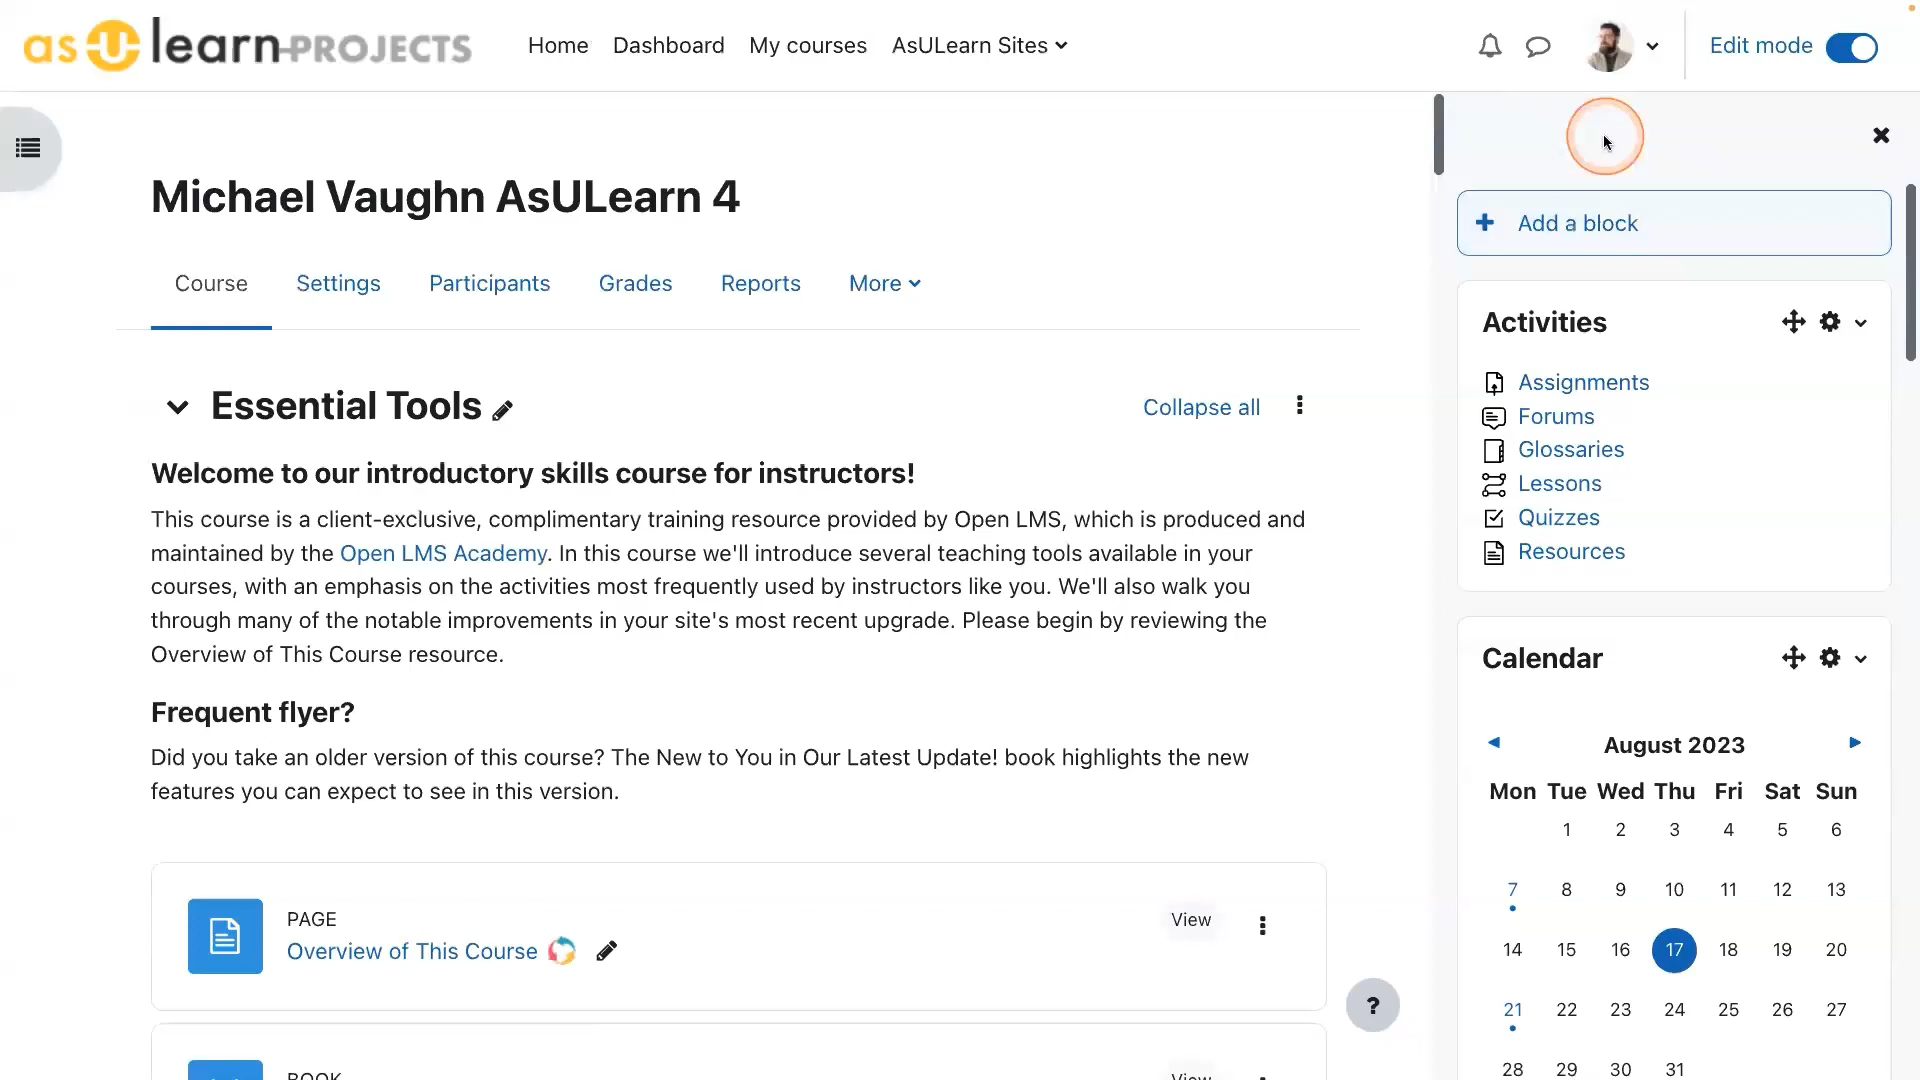 asULearn-PROJECTS
Home Dashboard My courses AsULearn Sites
Edit mode
Michael Vaughn AsULearn 4
Course Settings Participants Grades Reports More
Essential Tools
Collapse all
Welcome to our introductory skills course for instructors!
This course is a client-exclusive, complimentary training resource provided by Open LMS, which is produced and
maintained by the Open LMS Academy. In this course we'll introduce several teaching tools available in your
courses, with an emphasis on the activities most frequently used by instructors like you. We'll also walk you
through many of the notable improvements in your site's most recent upgrade. Please begin by reviewing the
Overview of This Course resource.
Frequent flyer?
Did you take an older version of this course? The New to You in Our Latest Update! book highlights the new
features you can expect to see in this version.
PAGE
Overview of This Course
View
BOOK
View
?
Add a block
Activities
Assignments
Forums
Glossaries
Lessons
Quizzes
Resources
Calendar
August 2023
Mon Tue Wed Thu Fri Sat Sun
1 2 3 4 5 6
7 8 9 10 11 12 13
14 15 16 17 18 19 20
21 22 23 24 25 26 27
28 29 30 31